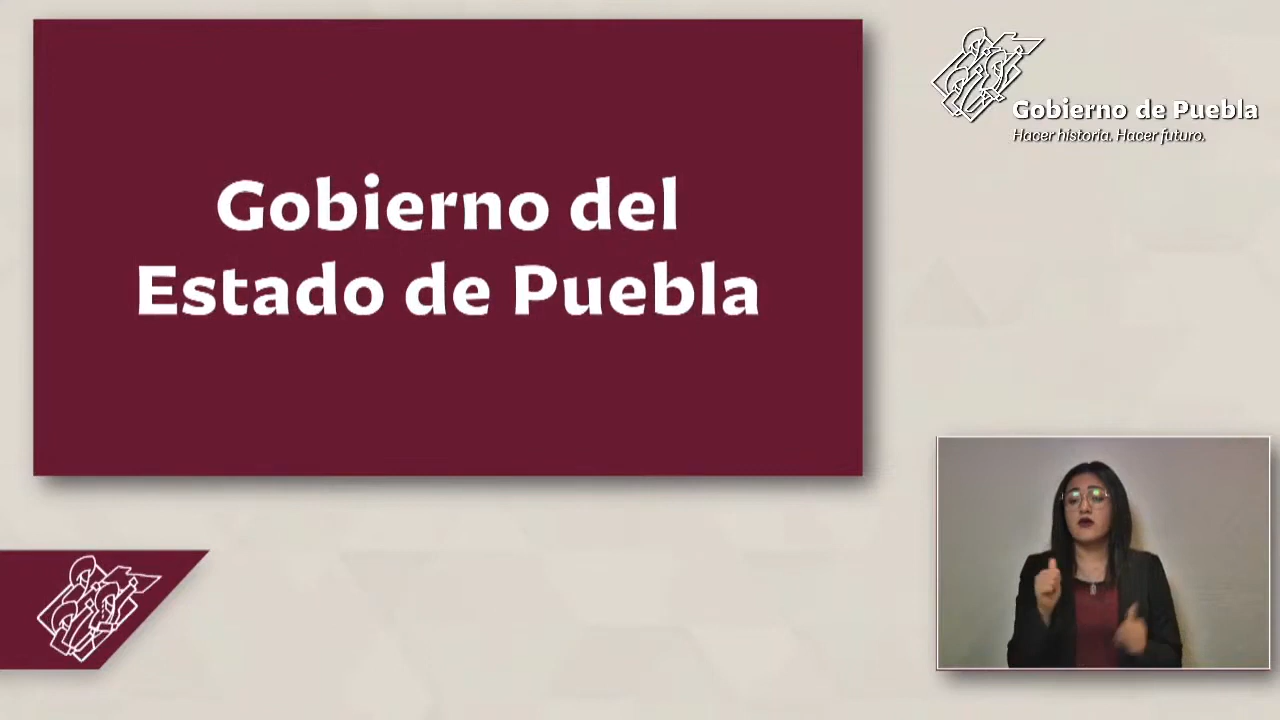 Gobierno del
Estado de Puebla
Gobierno de Puebla
Hacer historia. Hacer futuro.